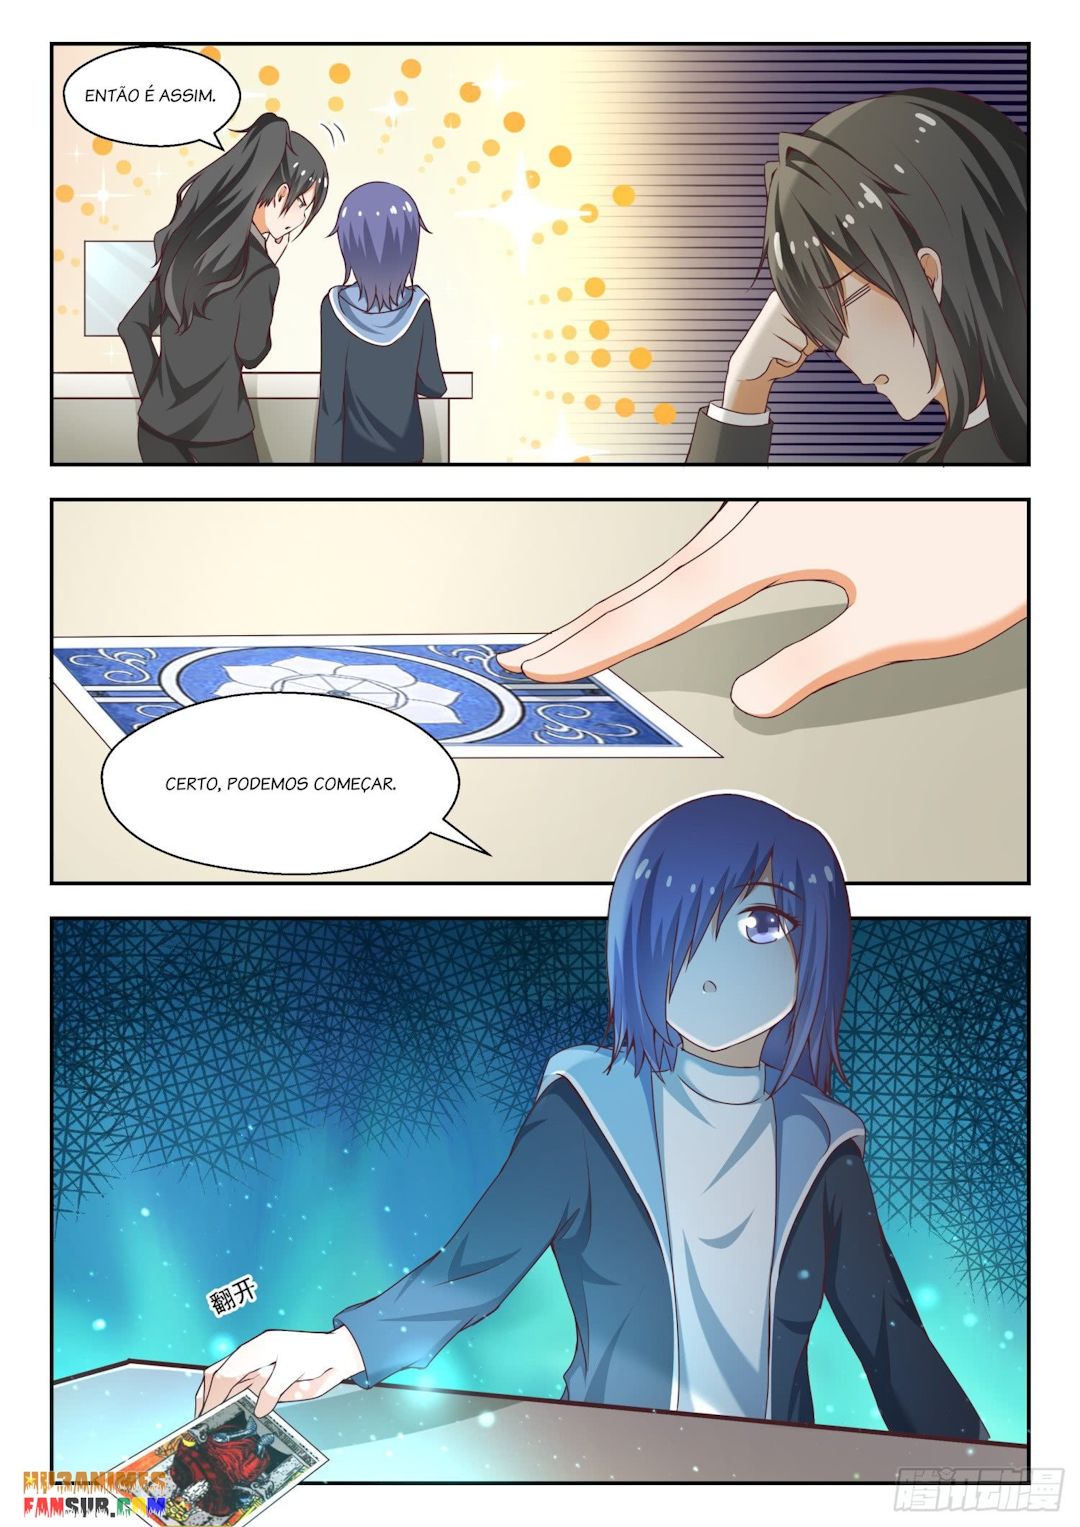 ENTÃO É ASSIM.
CERTO, PODEMOS COMEÇAR.
翻开
HU3ANIMES
FANSUB.COM
腾讯动漫